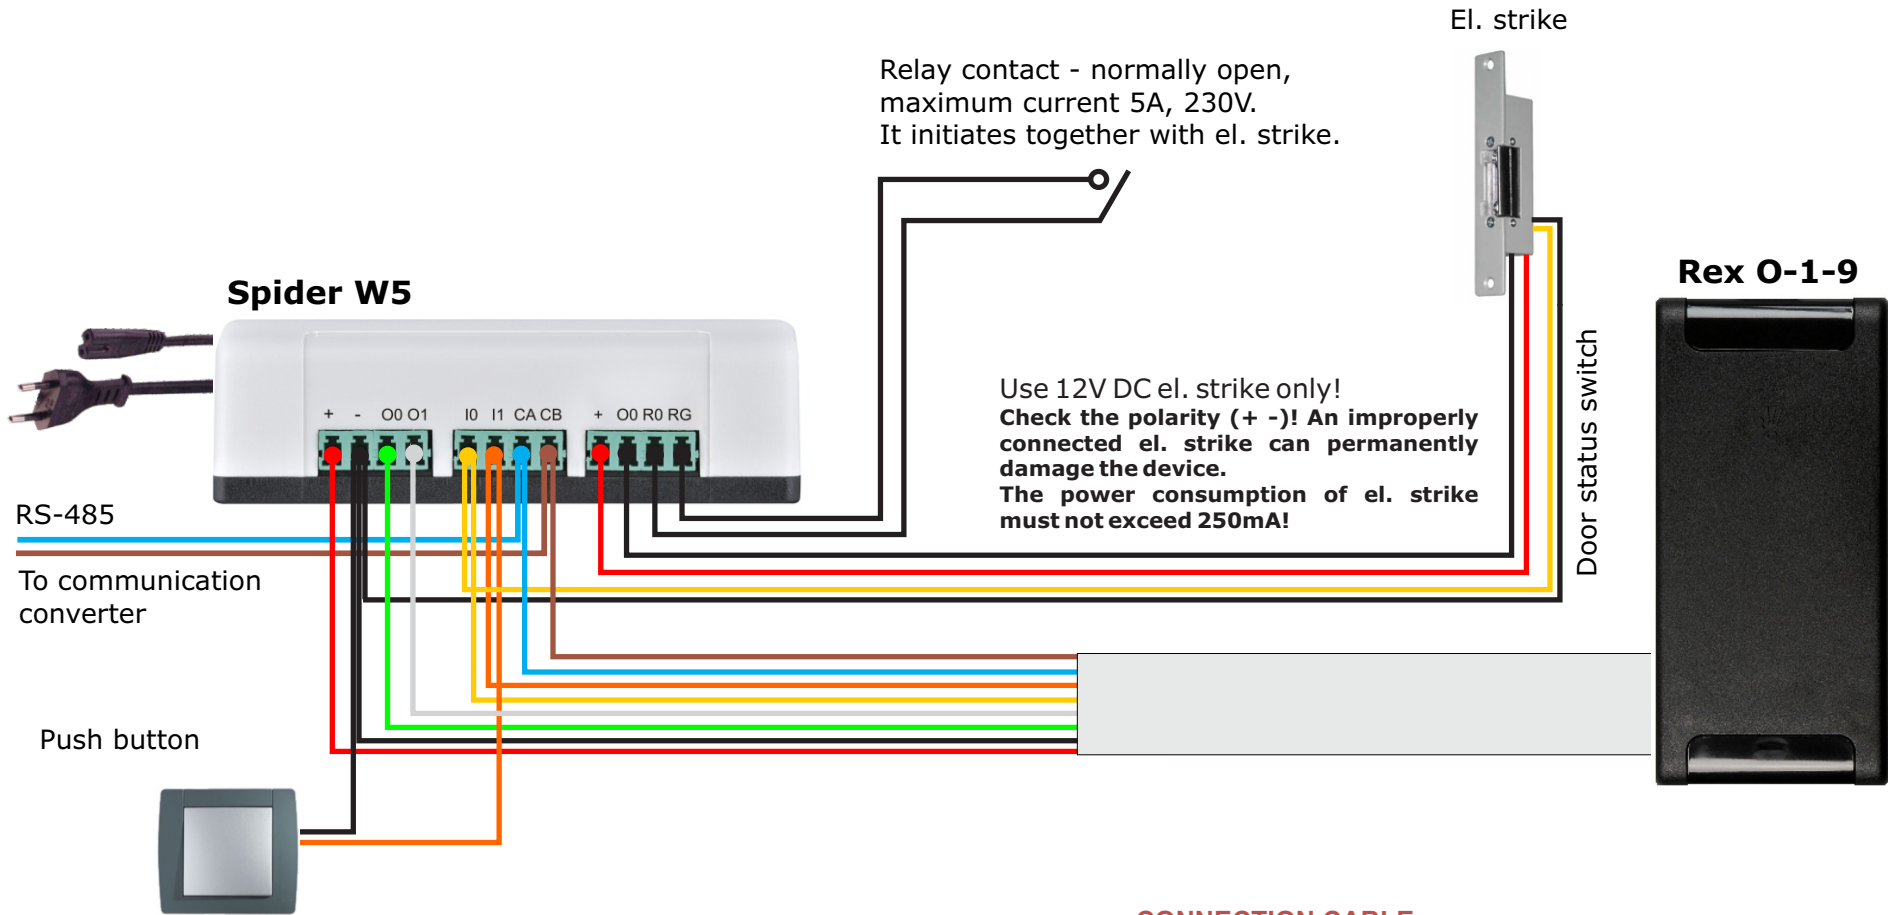 El. strike
Relay contact - normally open,
maximum current 5A, 230V.
It initiates together with el. strike.
Spider W5
Rex O-1-9
+ - O0 O1 I0 I1 CA CB + O0 R0 RG
Use 12V DC el. strike only!
Check the polarity (+ -)! An improperly
connected el. strike can permanently
damage the device.
The power consumption of el. strike
must not exceed 250mA!
Door status switch
RS-485
To communication
converter
Push button
CONNECTION CABLE